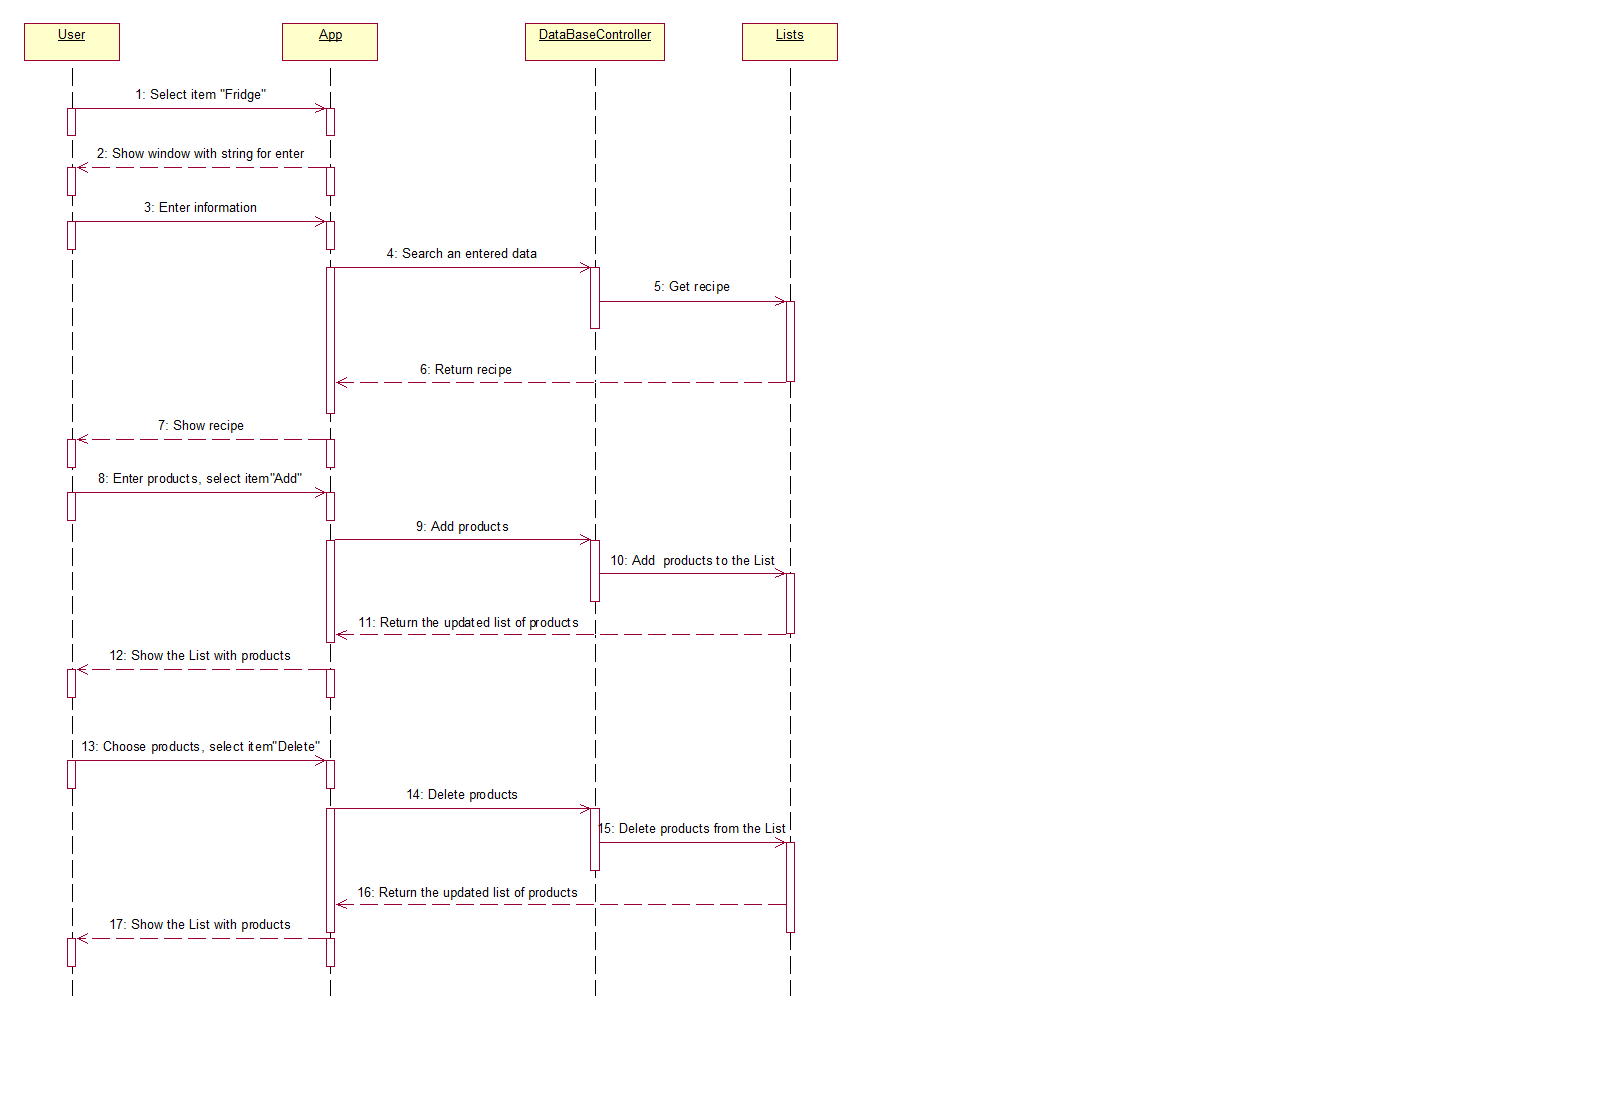 User
App
DataBaseController
Lists
1: Select item "Fridge"
2: Show window with string for enter
3: Enter information
4: Search an entered data
5: Get recipe
6: Return recipe
7: Show recipe
8: Enter products, select item"Add"
9: Add products
10: Add  products to the List
11: Return the updated list of products
12: Show the List with products
13: Choose products, select item"Delete"
14: Delete products
15: Delete products from the List
16: Return the updated list of products
17: Show the List with products